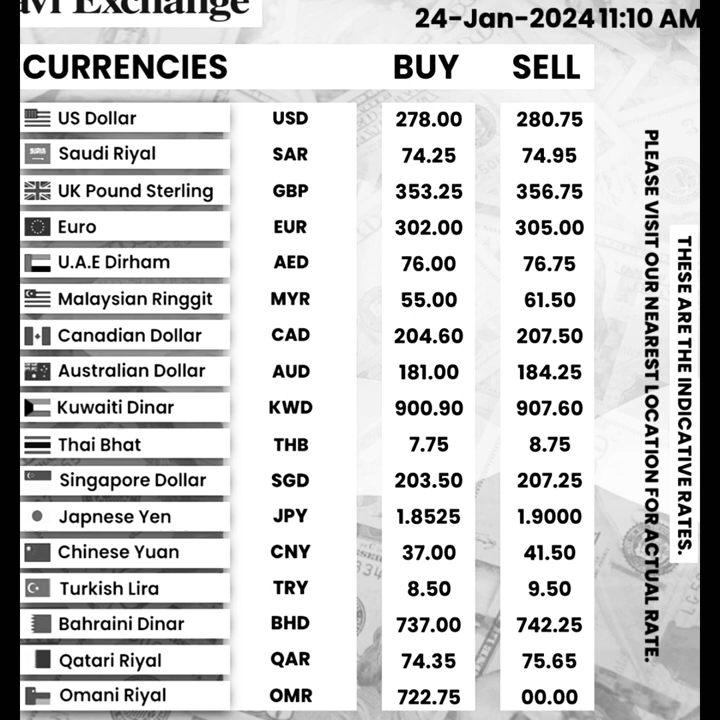 Exchange
24-Jan-2024 11:10 AM
CURRENCIES BUY SELL
US Dollar USD 278.00 280.75
Saudi Riyal SAR 74.25 74.95
UK Pound Sterling GBP 353.25 356.75
Euro EUR 302.00 305.00
U.A.E Dirham AED 76.00 76.75
Malaysian Ringgit MYR 55.00 61.50
Canadian Dollar CAD 204.60 207.50
Australian Dollar AUD 181.00 184.25
Kuwaiti Dinar KWD 900.90 907.60
Thai Bhat THB 7.75 8.75
Singapore Dollar SGD 203.50 207.25
Japnese Yen JPY 1.8525 1.9000
Chinese Yuan CNY 37.00 41.50
Turkish Lira TRY 8.50 9.50
Bahraini Dinar BHD 737.00 742.25
Qatari Riyal QAR 74.35 75.65
Omani Riyal OMR 722.75 00.00
THESE ARE THE INDICATIVE RATES.
PLEASE VISIT OUR NEAREST LOCATION FOR ACTUAL RATE.